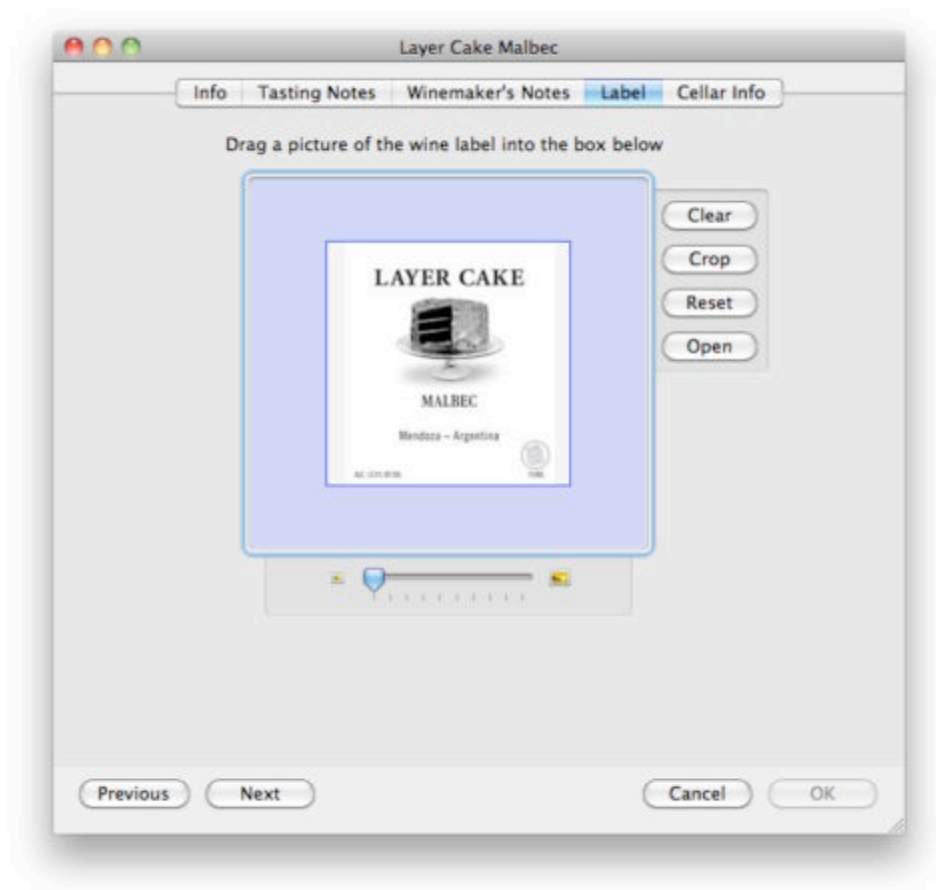 Layer Cake Malbec
Info Tasting Notes Winemaker's Notes Label Cellar Info
Drag a picture of the wine label into the box below
Clear
Crop
Reset
Open
LAYER CAKE
MALBEC
Mendoza – Argentina
Previous Next Cancel OK